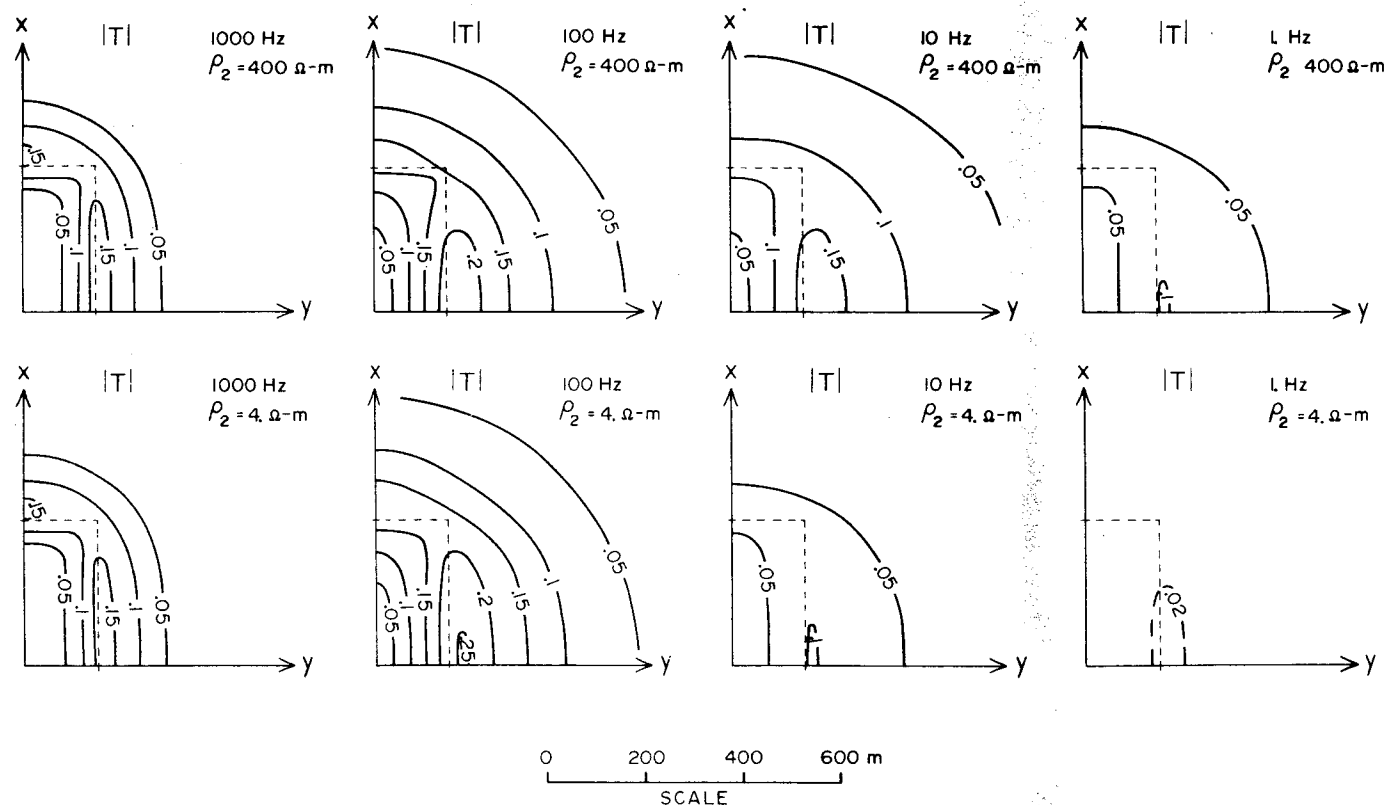 X |T| 1000 Hz
ρ₂ = 400 Ω-m
.15
.05
.1
.15
.1
.05
y
X |T| 100 Hz
ρ₂ = 400 Ω-m
.05
.1
.15
.2
.15
.1
.05
y
X |T| 10 Hz
ρ₂ = 400 Ω-m
.05
.1
.15
.1
.05
y
X |T| 1. Hz
ρ₂ 400 Ω-m
.05
.1
.05
y
X |T| 1000 Hz
ρ₂ = 4. Ω-m
.15
.05
.1
.15
.1
.05
y
X |T| 100 Hz
ρ₂ = 4. Ω-m
.05
.1
.15
.2
.25
.15
.1
.05
y
X |T| 10 Hz
ρ₂ = 4. Ω-m
.05
.1
.05
y
X |T| 1. Hz
ρ₂ = 4. Ω-m
.02
y
0 200 400 600 m
SCALE